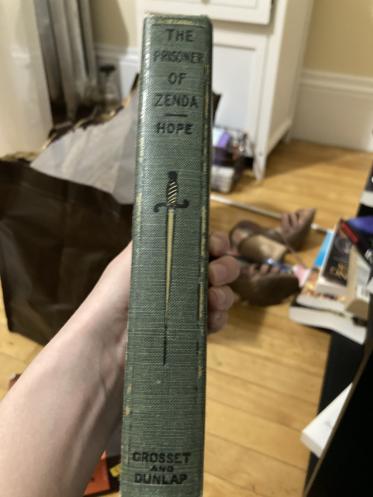 THE
PRISONER
OF
ZENDA
HOPE
GROSSET
AND
DUNLAP